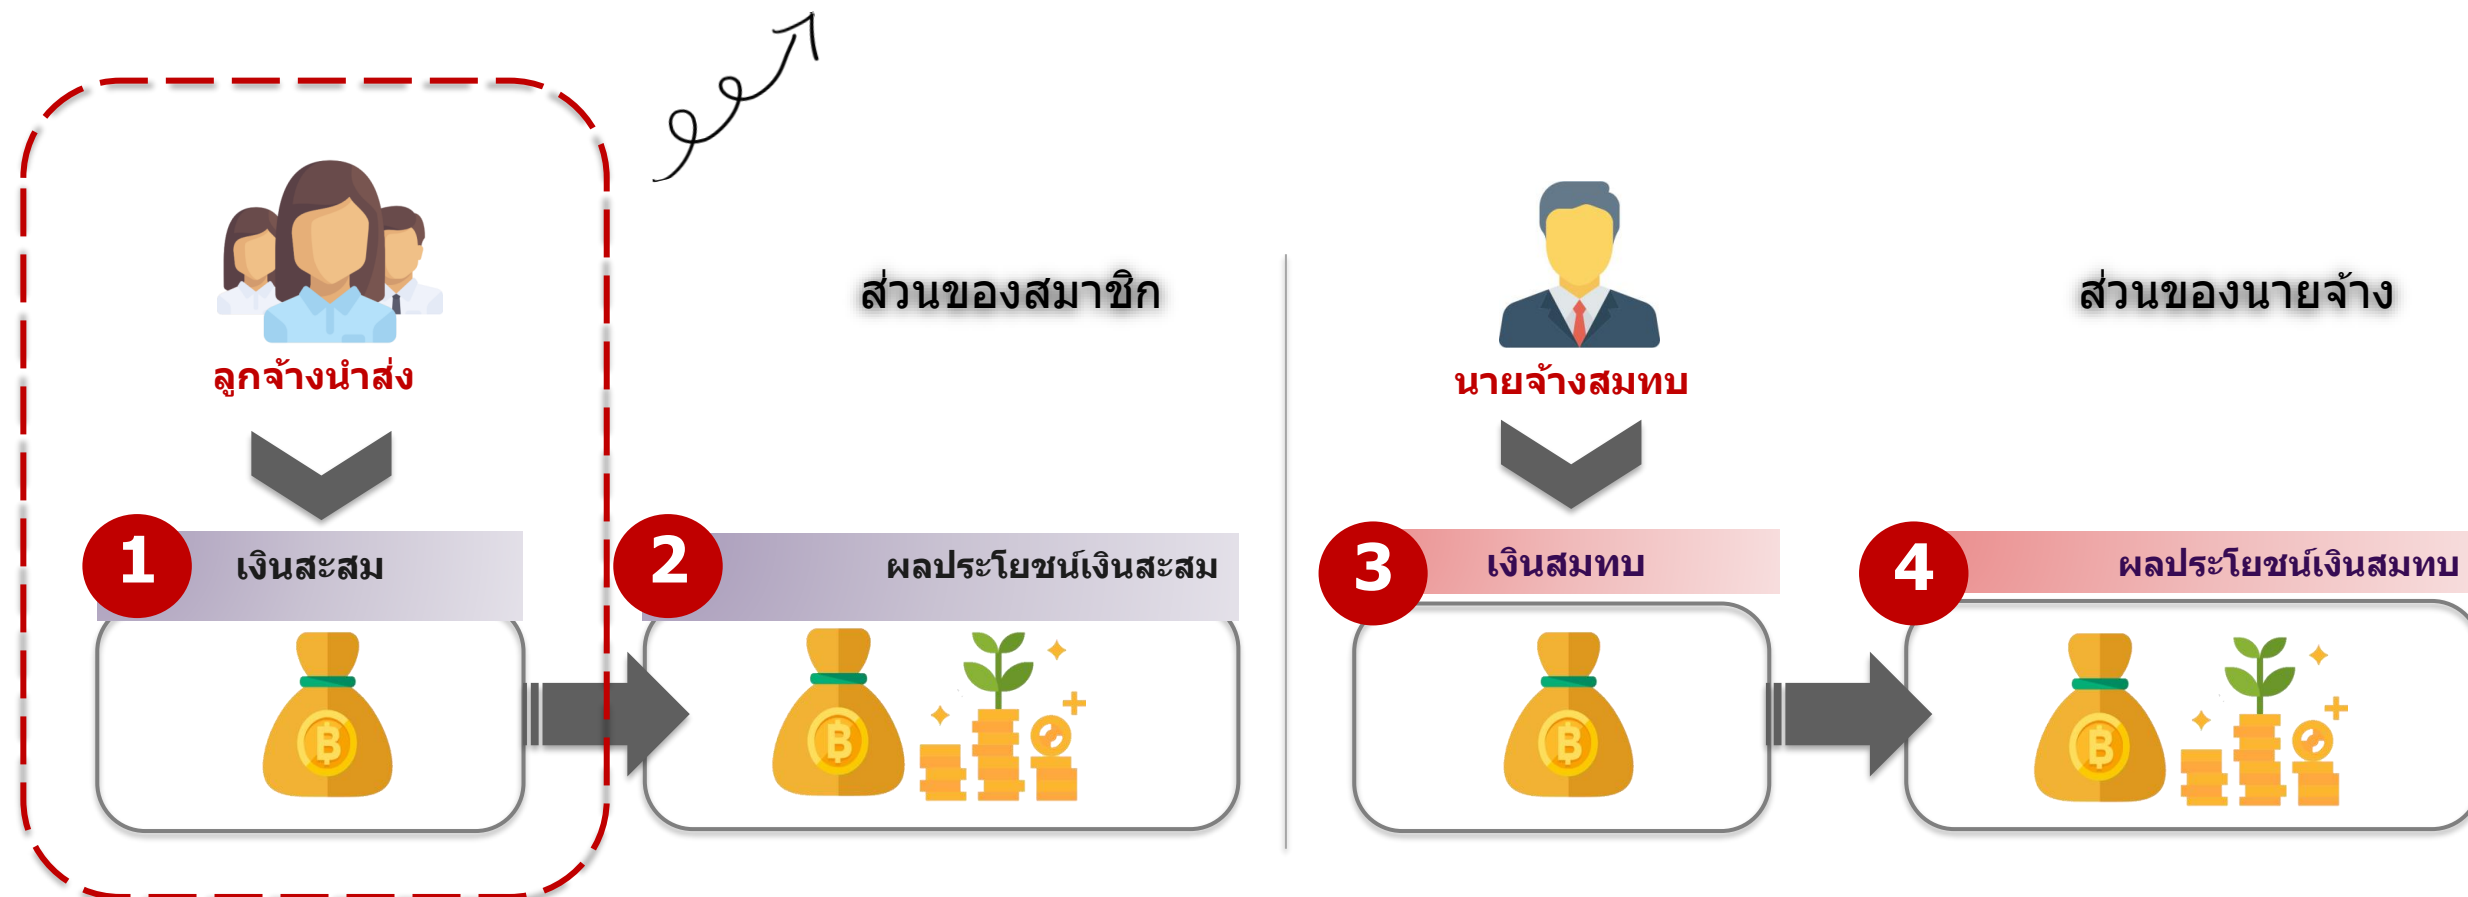 ส่วนของสมาชิก
ลูกจ้างนำส่ง
1
เงินสะสม
2
ผลประโยชน์เงินสะสม
ส่วนของนายจ้าง
นายจ้างสมทบ
3
เงินสมทบ
4
ผลประโยชน์เงินสมทบ